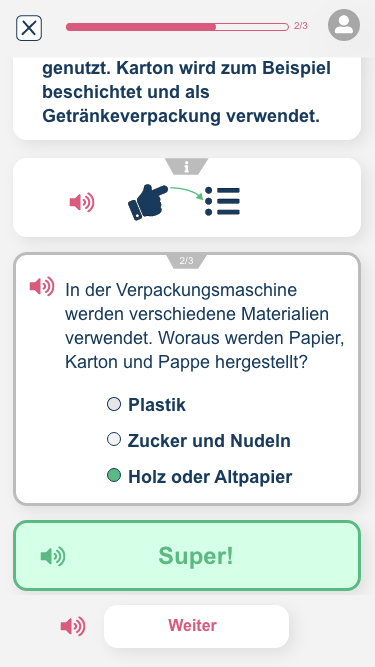 2/3
genutzt. Karton wird zum Beispiel
beschichtet und als
Getränkeverpackung verwendet.
i
2/3
In der Verpackungsmaschine
werden verschiedene Materialien
verwendet. Woraus werden Papier,
Karton und Pappe hergestellt?
Plastik
Zucker und Nudeln
Holz oder Altpapier
Super!
Weiter